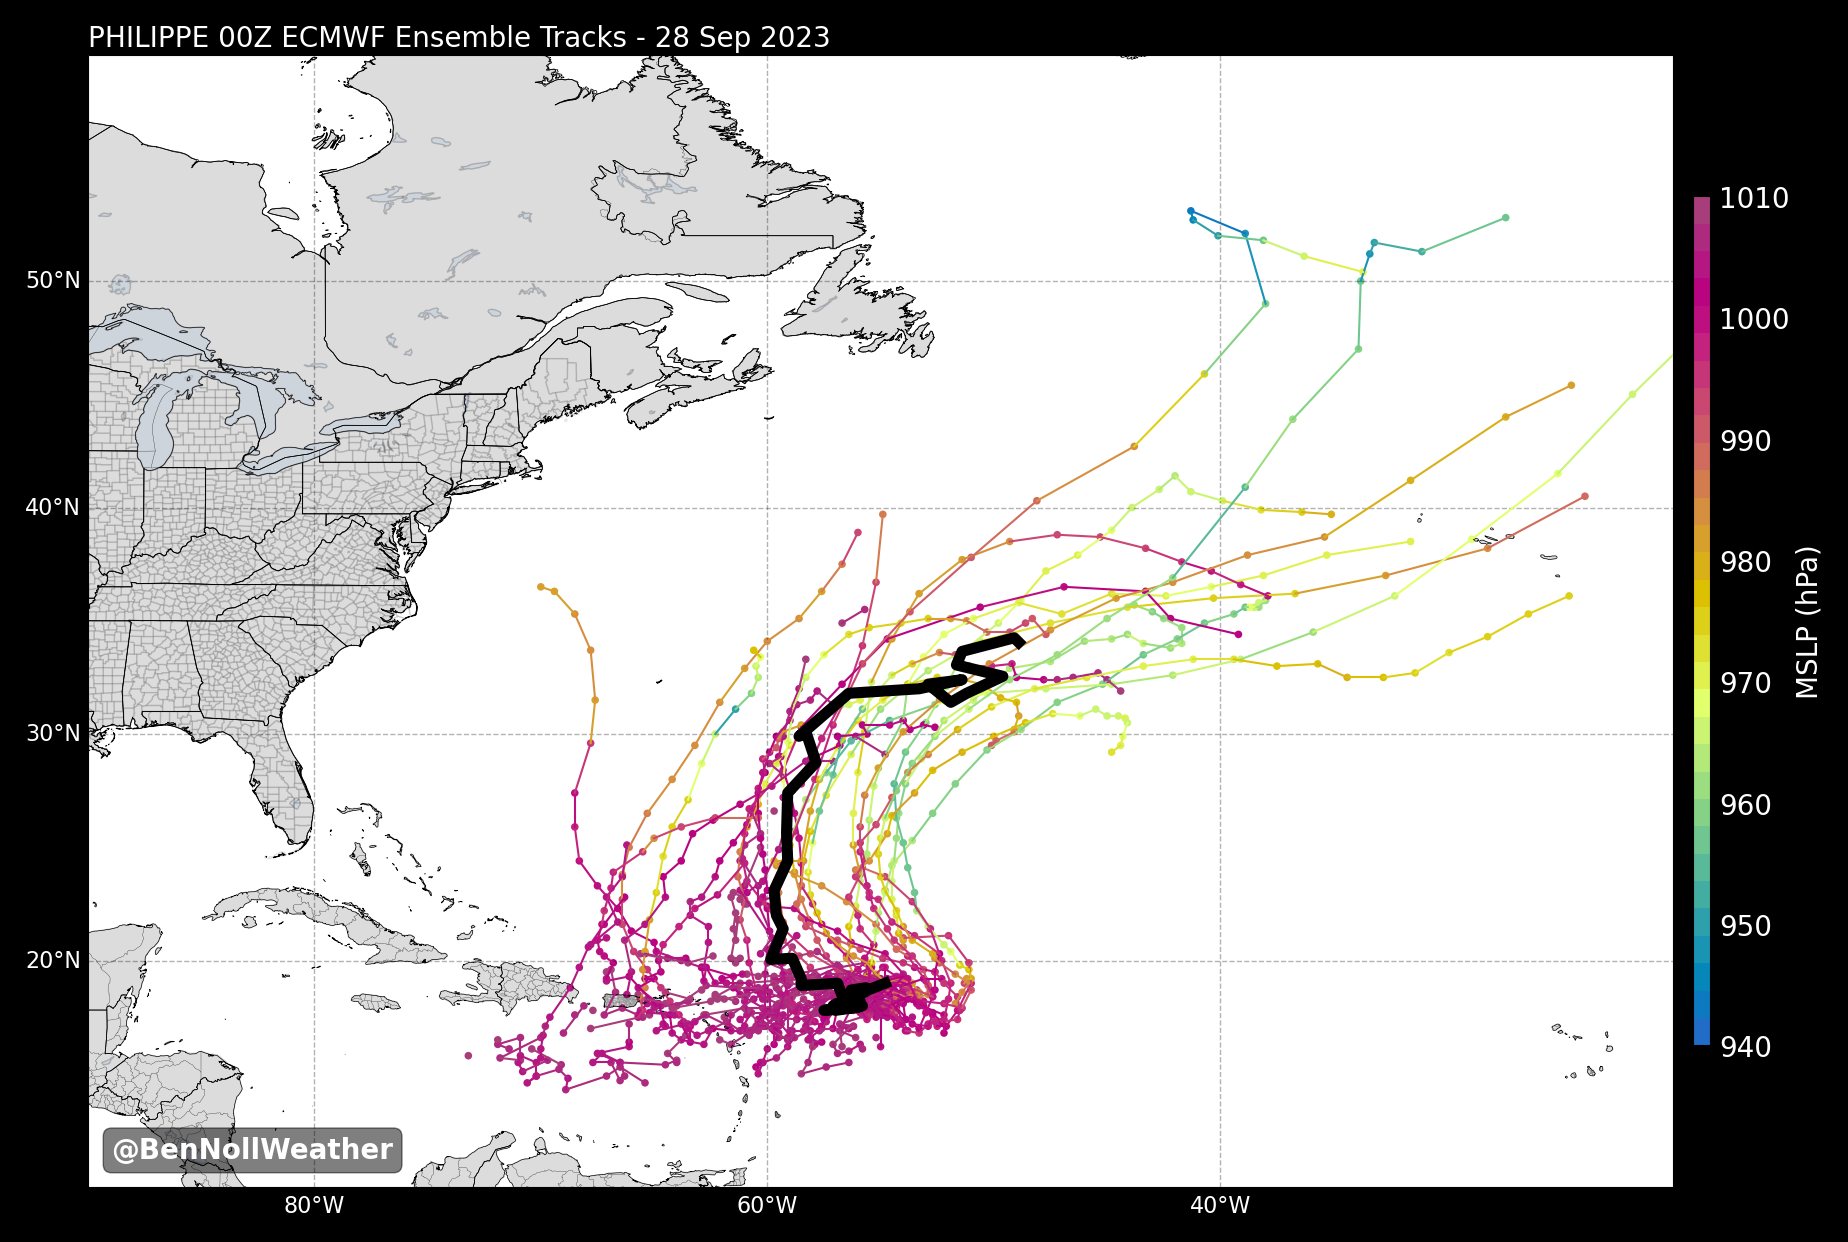 PHILIPPE 00Z ECMWF Ensemble Tracks - 28 Sep 2023
50°N
40°N
30°N
20°N
80°W
60°W
40°W
1010
1000
990
980
970
960
950
940
MSLP (hPa)
@BenNollWeather